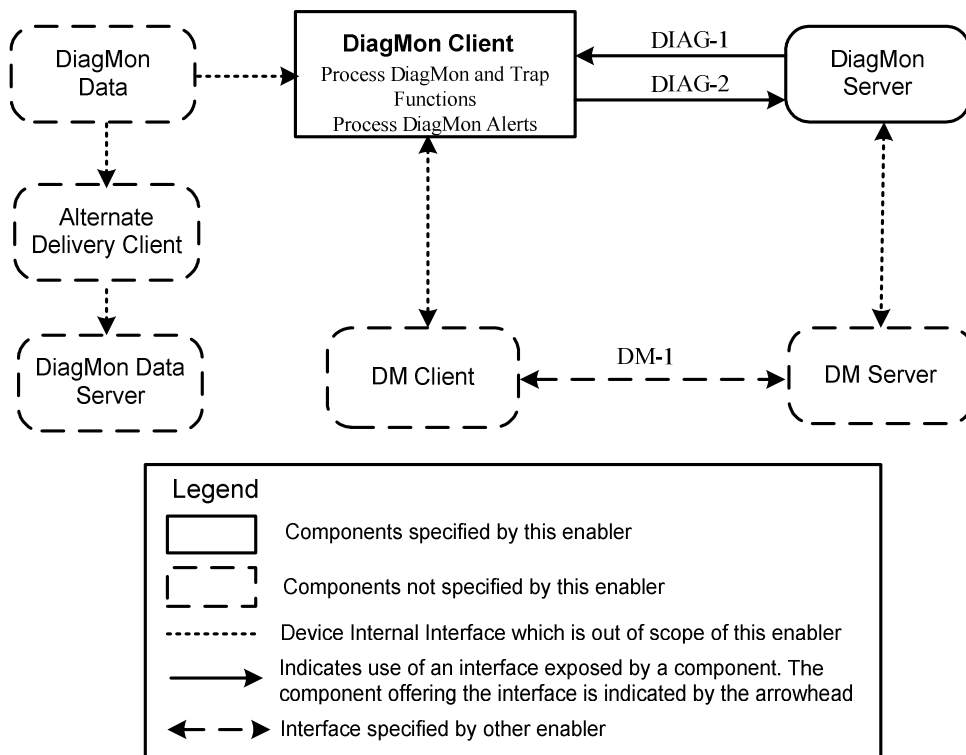 DiagMon
Data
DiagMon Client
Process DiagMon and Trap
Functions
Process DiagMon Alerts
DIAG-1
DIAG-2
DiagMon
Server
Alternate
Delivery Client
DiagMon Data
Server
DM Client
DM-1
DM Server
Legend
Components specified by this enabler
Components not specified by this enabler
Device Internal Interface which is out of scope of this enabler
Indicates use of an interface exposed by a component. The
component offering the interface is indicated by the arrowhead
Interface specified by other enabler